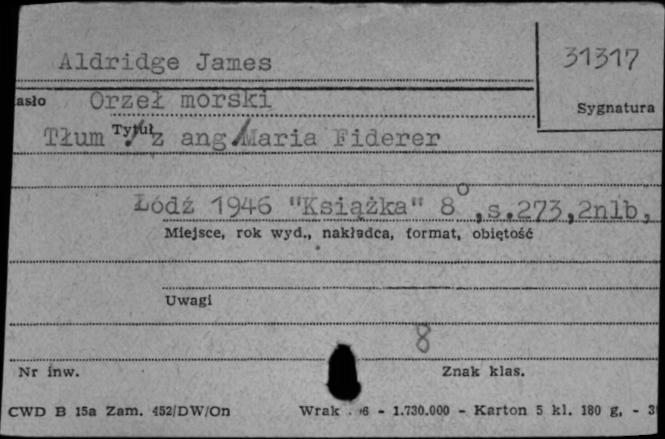 Aldridge James
31317
asło Orzeł morski
Sygnatura
Tytuł
Tłum z ang Maria Fiderer
Łódź 1946 "Książka" 8°, s.273, 2nlb,
Miejsce, rok wyd., nakładca, format, objętość
Uwagi
8
Nr inw. Znak klas.
CWD B 15a Zam. 452/DW/On Wrak . 6 - 1.730.000 - Karton 5 kl. 180 g, - 3